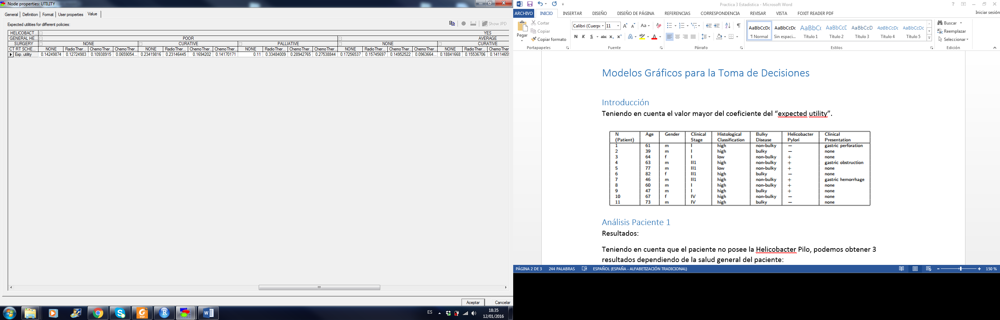 Node properties: UTILITY
General Definition Format User properties Value
Expected utilities for different policies:
Show JPD
HELICOBACT... YES
GENERAL HE... POOR AVERAGE
SURGERY NONE CURATIVE PALLIATIVE NONE CURATIVE
CT RT SCHE... NONE Radio Ther... Chemo Ther... Chemo Ther... NONE Radio Ther... Chemo Ther... Chemo Ther... NONE Radio Ther... Chemo Ther... Chemo Ther... NONE Radio Ther... Chemo Ther... Chemo Ther... NONE Radio Ther... Chemo Ther
Exp. utility 0.14249874 0.12724983 0.10938915 0.0659054... 0.23419816 0.23146445 0.1694202 0.14170171 0.11 0.33484009 0.28942765 0.27538844 0.17256537 0.15745697 0.14952522 0.0963664... 0.18841668 0.15536706 0.1411465
Aceptar Cancelar
ES
18:35
12/01/2016
Practica 3 Estadistica - Microsoft Word
ARCHIVO INICIO INSERTAR DISEÑO DISEÑO DE PÁGINA REFERENCIAS CORRESPONDENCIA REVISAR VISTA FOXIT READER PDF Iniciar sesión
Pegar
Cortar
Copiar
Copiar formato
Portapapeles
Calibri (Cuerpo 11
N K S abc x₂ x²
Fuente
Párrafo
AaBbCcDc AaBbCcDc AaBbCc AaBbCcE AaBbCcD AaBbCcDc AaBbCcDc
¶ Normal Sin espaci... Título 1 Título 2 Título 3 Título 4 Título 5
Estilos
Buscar
Reemplazar
Seleccionar
Edición
Modelos Gráficos para la Toma de Decisiones
Introducción
Teniendo en cuenta el valor mayor del coeficiente del “expected utility”.
N (Patient) Age Gender Clinical Stage Histological Classification Bulky Disease Helicobacter Pylori Clinical Presentation
1 61 m I high non-bulky − gastric perforation
2 39 m I high bulky − none
3 64 f I low non-bulky + none
4 63 m II1 high non-bulky + gastric obstruction
5 77 m II1 low non-bulky + none
6 82 f II1 high bulky − none
7 46 m II1 high non-bulky + gastric hemorrhage
8 60 m I high non-bulky + none
9 47 m I high bulky + none
10 67 f IV high non-bulky − none
11 73 m IV high bulky − none
Análisis Paciente 1
Resultados:
Teniendo en cuenta que el paciente no posee la Helicobacter Pilo, podemos obtener 3
resultados dependiendo de la salud general del paciente:
PÁGINA 2 DE 3 244 PALABRAS ESPAÑOL (ESPAÑA - ALFABETIZACIÓN TRADICIONAL) 150 %